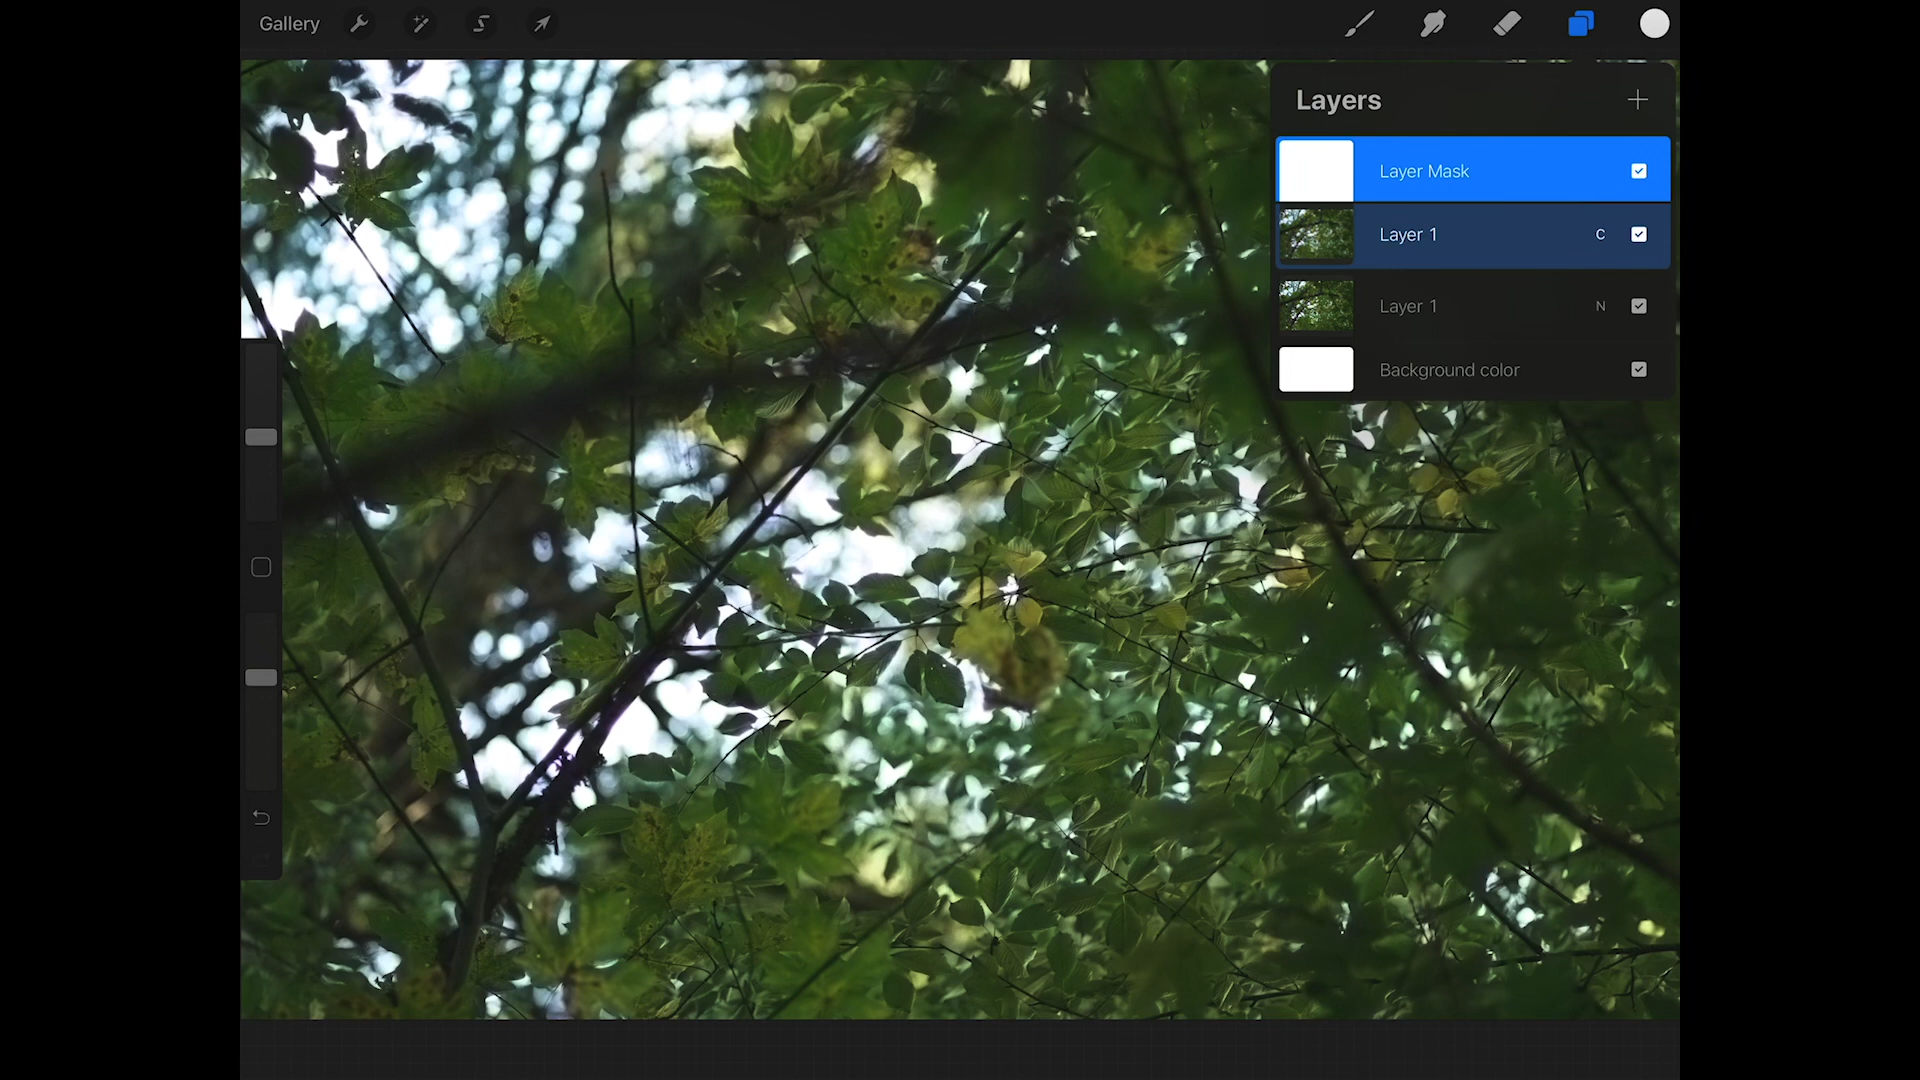 Gallery
Layers
Layer Mask
Layer 1 C
Layer 1 N
Background color